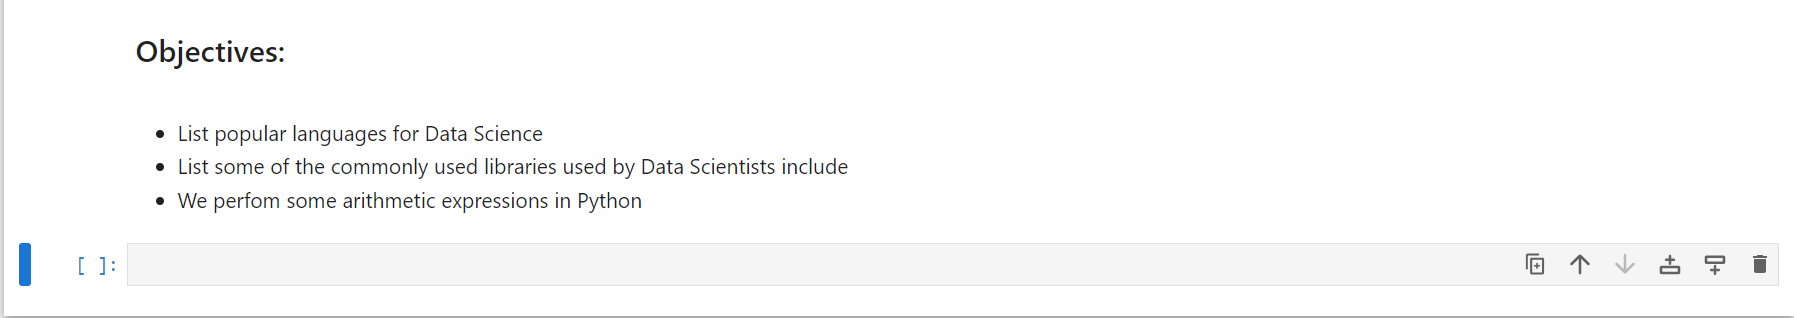 Objectives:
List popular languages for Data Science
List some of the commonly used libraries used by Data Scientists include
We perfom some arithmetic expressions in Python
[ ]: